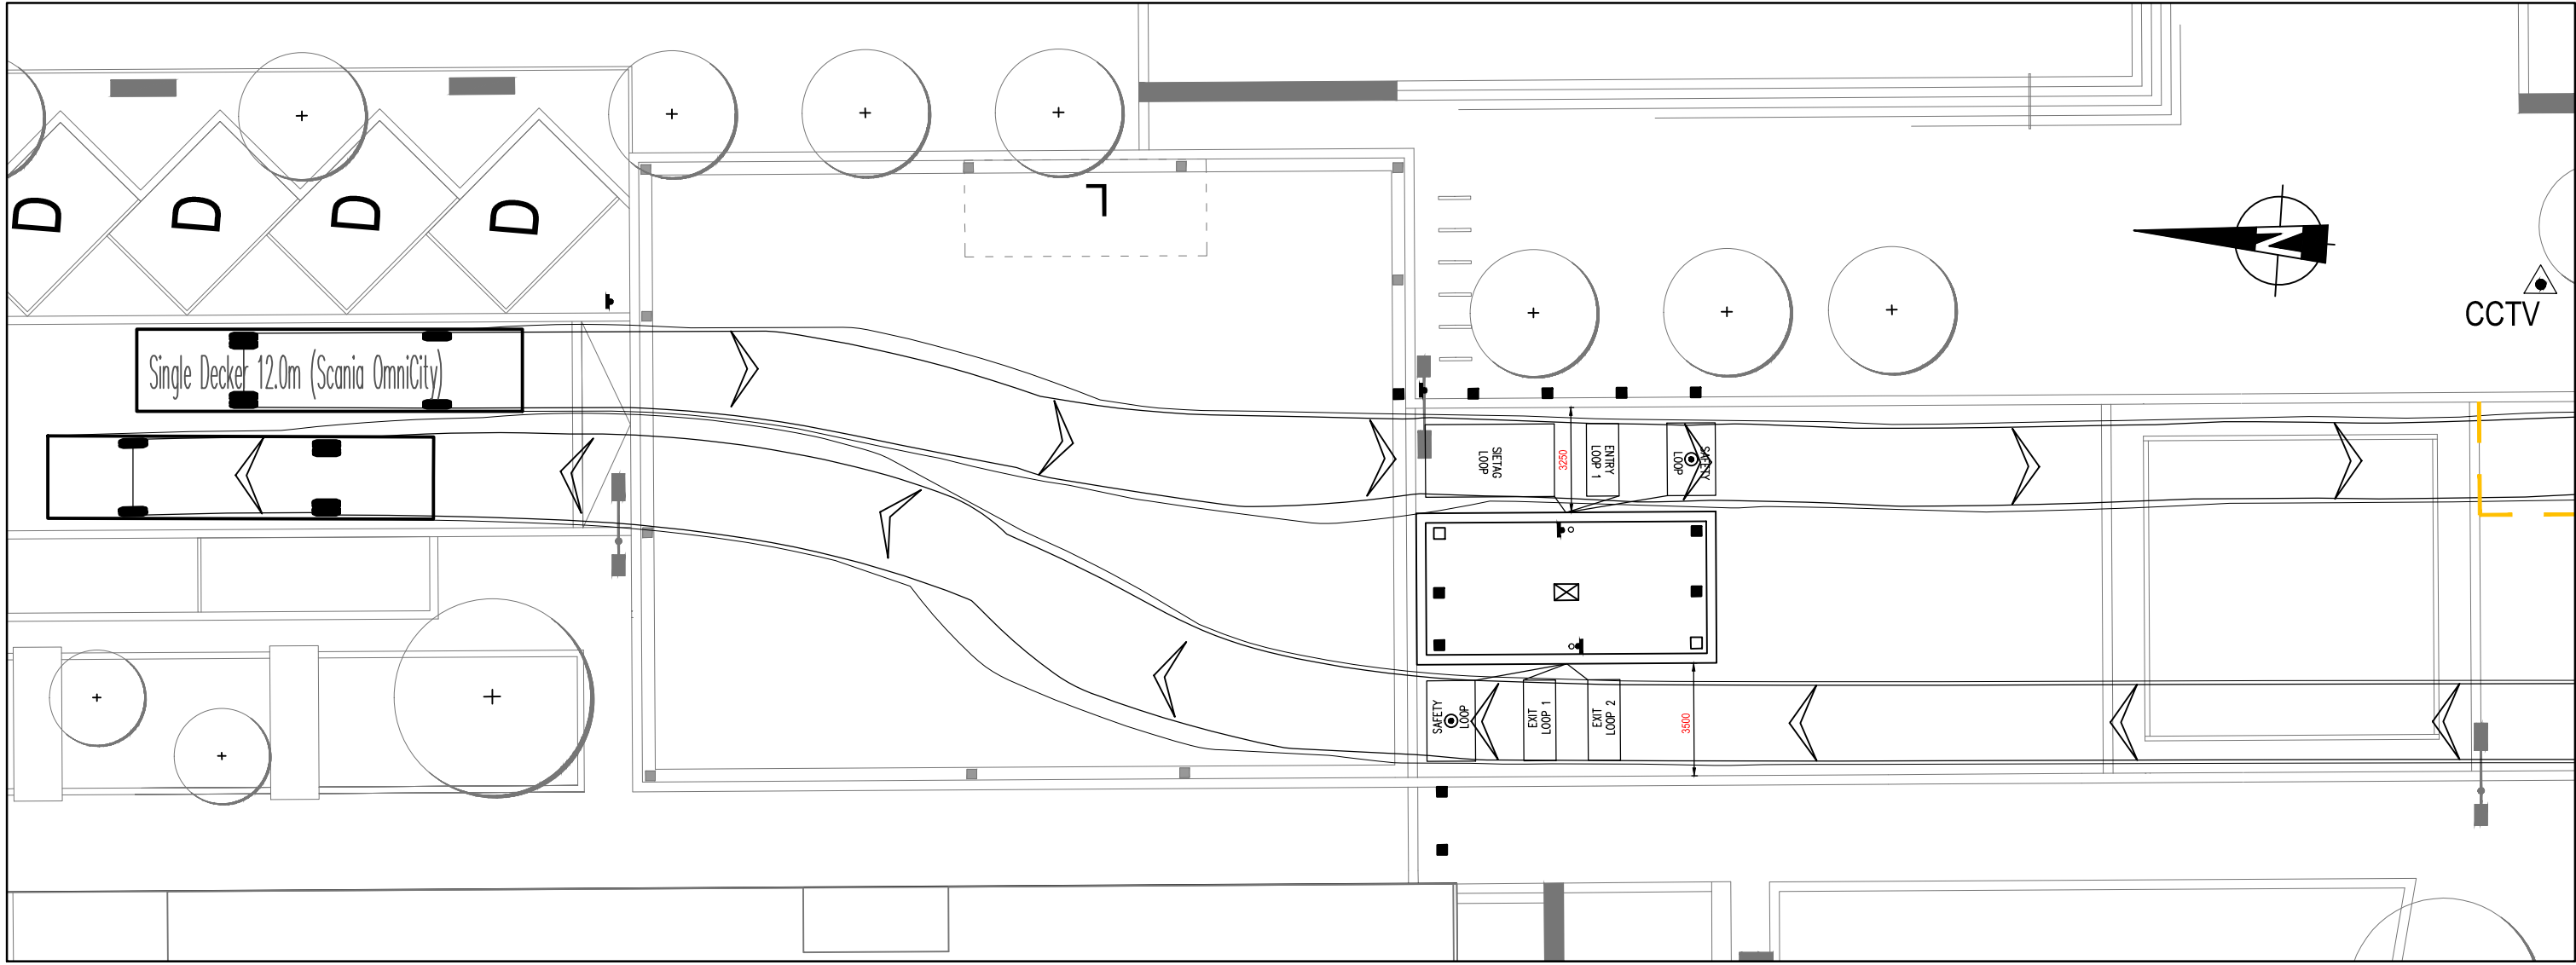 D
D
D
D
L
N
CCTV
Single Decker 12.0m (Scania OmniCity)
SIETAG
LOOP
3250
ENTRY
LOOP 1
SAFETY
LOOP
SAFETY
LOOP
EXIT
LOOP 1
EXIT
LOOP 2
3500